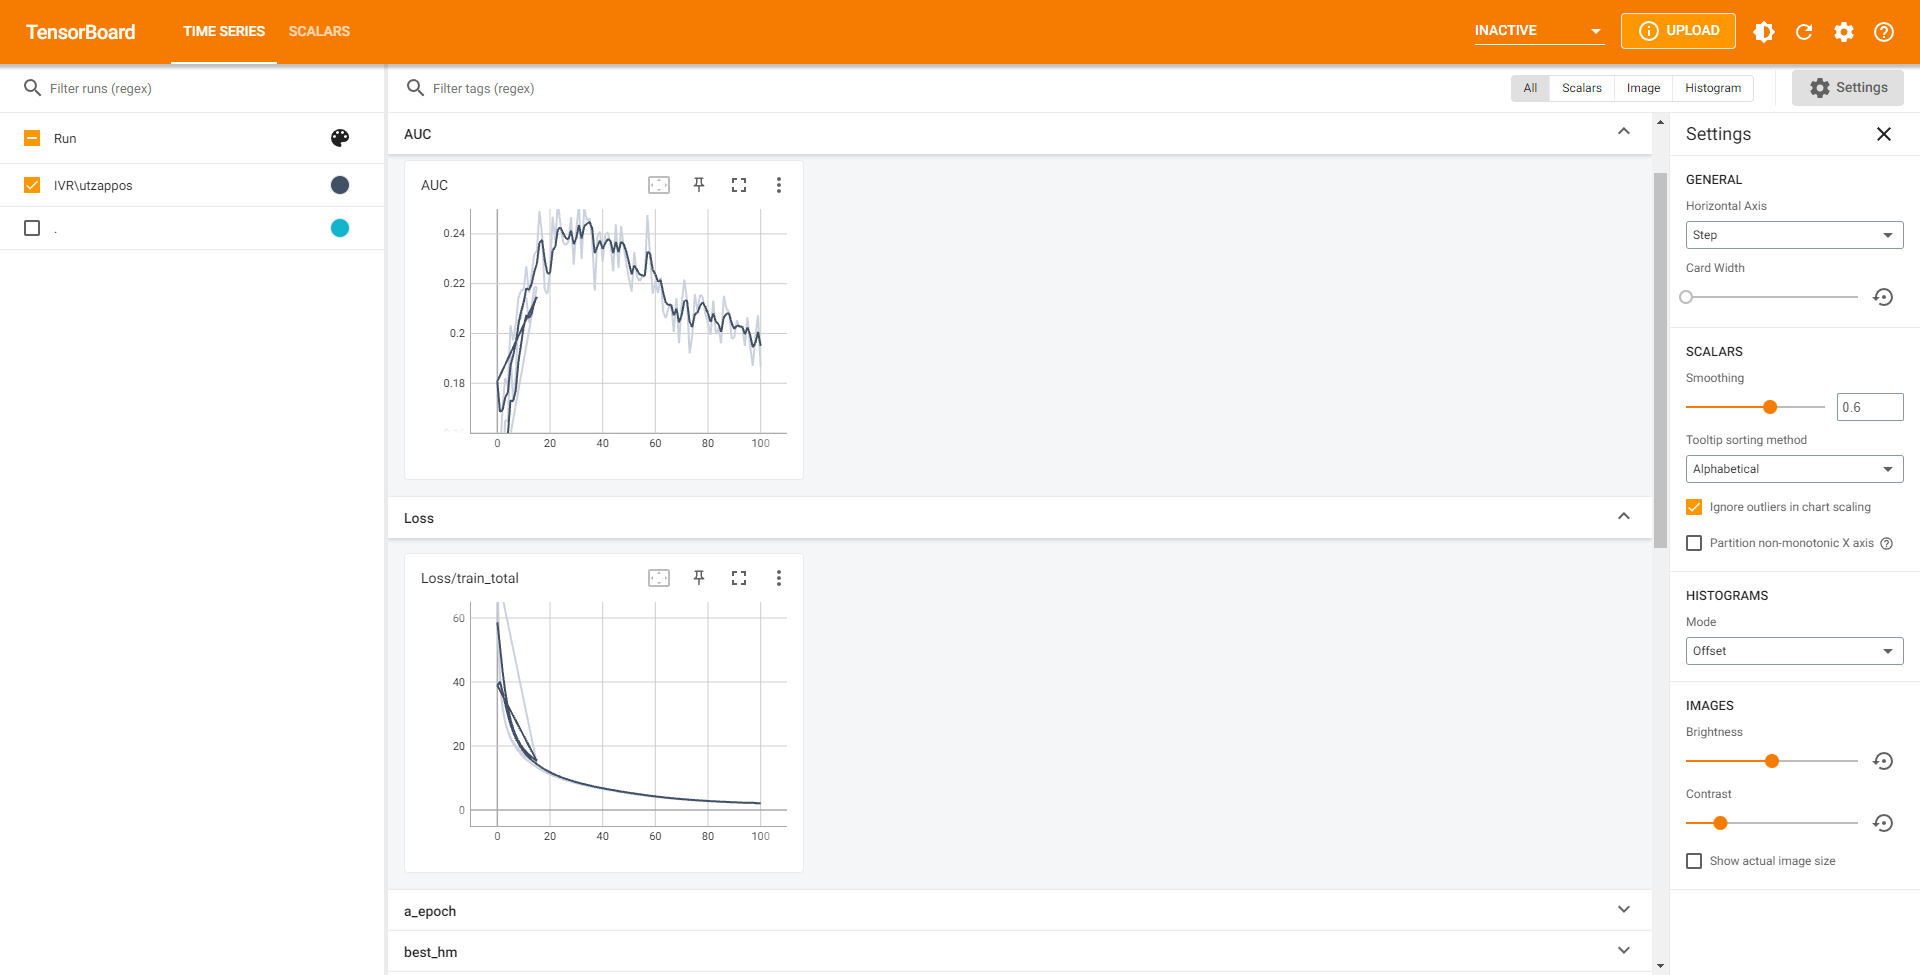 TensorBoard
TIME SERIES
SCALARS
INACTIVE
UPLOAD
Filter runs (regex)
Run
IVR\utzappos
.
Filter tags (regex)
All
Scalars
Image
Histogram
Settings
AUC
AUC
0.24
0.22
0.2
0.18
0 20 40 60 80 100
Loss
Loss/train_total
60
40
20
0
0 20 40 60 80 100
a_epoch
best_hm
Settings
GENERAL
Horizontal Axis
Step
Card Width
SCALARS
Smoothing
0.6
Tooltip sorting method
Alphabetical
Ignore outliers in chart scaling
Partition non-monotonic X axis
HISTOGRAMS
Mode
Offset
IMAGES
Brightness
Contrast
Show actual image size